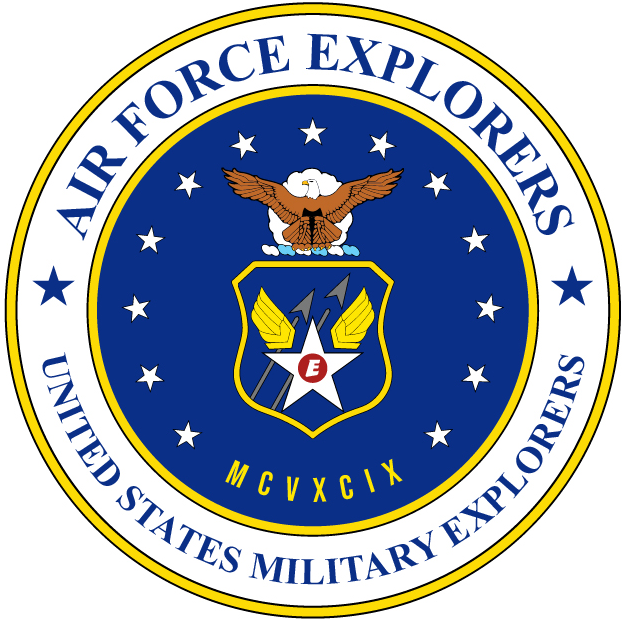 AIR FORCE EXPLORERS
E
MCVXCIX
UNITED STATES MILITARY EXPLORERS